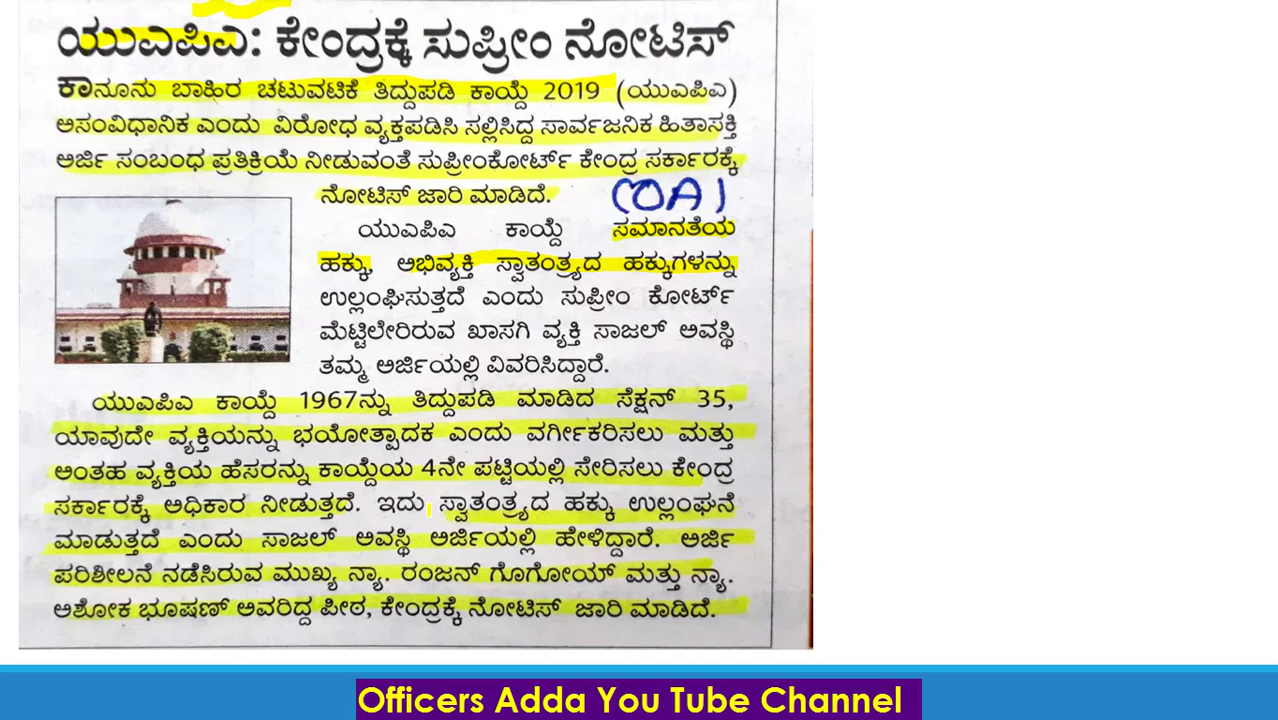 ಯುಎಪಿಎ: ಕೇಂದ್ರಕ್ಕೆ ಸುಪ್ರೀಂ ನೋಟಿಸ್
ಕಾನೂನು ಬಾಹಿರ ಚಟುವಟಿಕೆ ತಿದ್ದುಪಡಿ ಕಾಯ್ದೆ 2019 (ಯುಎಪಿಎ)
ಅಸಂವಿಧಾನಿಕ ಎಂದು ವಿರೋಧ ವ್ಯಕ್ತಪಡಿಸಿ ಸಲ್ಲಿಸಿದ್ದ ಸಾರ್ವಜನಿಕ ಹಿತಾಸಕ್ತಿ
ಅರ್ಜಿ ಸಂಬಂಧ ಪ್ರತಿಕ್ರಿಯೆ ನೀಡುವಂತೆ ಸುಪ್ರೀಂಕೋರ್ಟ್ ಕೇಂದ್ರ ಸರ್ಕಾರಕ್ಕೆ
ನೋಟಿಸ್ ಜಾರಿ ಮಾಡಿದೆ.
ಯುಎಪಿಎ ಕಾಯ್ದೆ ಸಮಾನತೆಯ
ಹಕ್ಕು, ಅಭಿವ್ಯಕ್ತಿ ಸ್ವಾತಂತ್ರ್ಯದ ಹಕ್ಕುಗಳನ್ನು
ಉಲ್ಲಂಘಿಸುತ್ತದೆ ಎಂದು ಸುಪ್ರೀಂ ಕೋರ್ಟ್
ಮೆಟ್ಟಿಲೇರಿರುವ ಖಾಸಗಿ ವ್ಯಕ್ತಿ ಸಾಜಲ್ ಅವಸ್ಥಿ
ತಮ್ಮ ಅರ್ಜಿಯಲ್ಲಿ ವಿವರಿಸಿದ್ದಾರೆ.
ಯುಎಪಿಎ ಕಾಯ್ದೆ 1967ನ್ನು ತಿದ್ದುಪಡಿ ಮಾಡಿದ ಸೆಕ್ಷನ್ 35,
ಯಾವುದೇ ವ್ಯಕ್ತಿಯನ್ನು ಭಯೋತ್ಪಾದಕ ಎಂದು ವರ್ಗೀಕರಿಸಲು ಮತ್ತು
ಅಂತಹ ವ್ಯಕ್ತಿಯ ಹೆಸರನ್ನು ಕಾಯ್ದೆಯ 4ನೇ ಪಟ್ಟಿಯಲ್ಲಿ ಸೇರಿಸಲು ಕೇಂದ್ರ
ಸರ್ಕಾರಕ್ಕೆ ಅಧಿಕಾರ ನೀಡುತ್ತದೆ. ಇದು ಸ್ವಾತಂತ್ರ್ಯದ ಹಕ್ಕು ಉಲ್ಲಂಘನೆ
ಮಾಡುತ್ತದೆ ಎಂದು ಸಾಜಲ್ ಅವಸ್ಥಿ ಅರ್ಜಿಯಲ್ಲಿ ಹೇಳಿದ್ದಾರೆ. ಅರ್ಜಿ
ಪರಿಶೀಲನೆ ನಡೆಸಿರುವ ಮುಖ್ಯ ನ್ಯಾ. ರಂಜನ್ ಗೊಗೋಯ್ ಮತ್ತು ನ್ಯಾ.
ಅಶೋಕ ಭೂಷಣ್ ಅವರಿದ್ದ ಪೀಠ, ಕೇಂದ್ರಕ್ಕೆ ನೋಟಿಸ್ ಜಾರಿ ಮಾಡಿದೆ.
Officers Adda You Tube Channel